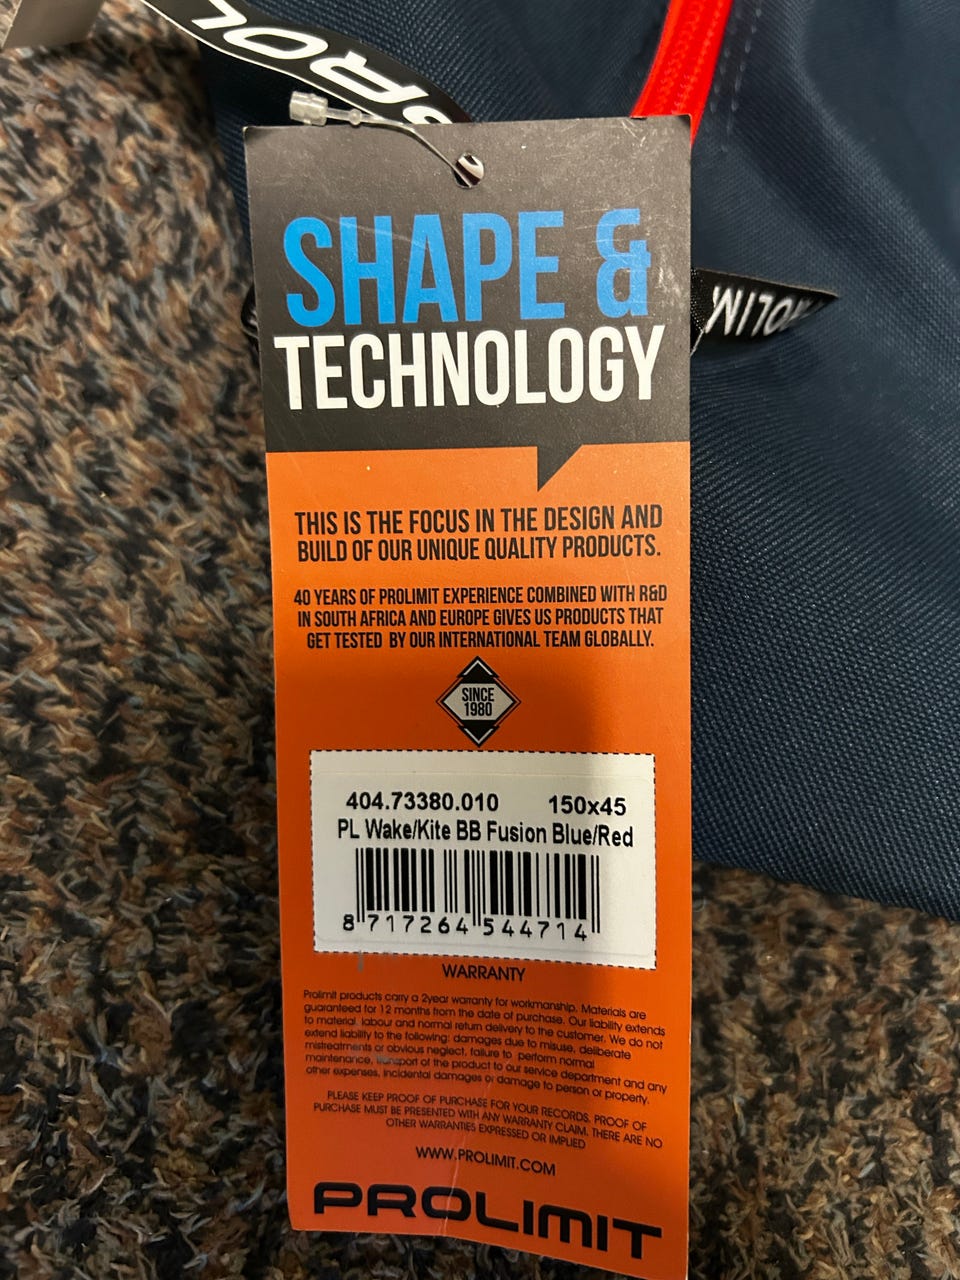 PROL
SHAPE &
TECHNOLOGY
ROLIM
THIS IS THE FOCUS IN THE DESIGN AND
BUILD OF OUR UNIQUE QUALITY PRODUCTS.
40 YEARS OF PROLIMIT EXPERIENCE COMBINED WITH R&D
IN SOUTH AFRICA AND EUROPE GIVES US PRODUCTS THAT
GET TESTED BY OUR INTERNATIONAL TEAM GLOBALLY.
SINCE
1980
404.73380.010 150x45
PL Wake/Kite BB Fusion Blue/Red
8 717264 544714
WARRANTY
Prolimit products carry a 2year warranty for workmanship. Materials are
guaranteed for 12 months from the date of purchase. Our liability extends
to material, labour and normal return delivery to the customer. We do not
extend liability to the following: damages due to misuse, deliberate
mistreatments or obvious neglect, failure to perform normal
maintenance, transport of the product to our service department and any
other expenses, incidental damages or damage to person or property.
PLEASE KEEP PROOF OF PURCHASE FOR YOUR RECORDS. PROOF OF
PURCHASE MUST BE PRESENTED WITH ANY WARRANTY CLAIM. THERE ARE NO
OTHER WARRANTIES EXPRESSED OR IMPLIED
WWW.PROLIMIT.COM
PROLIMIT